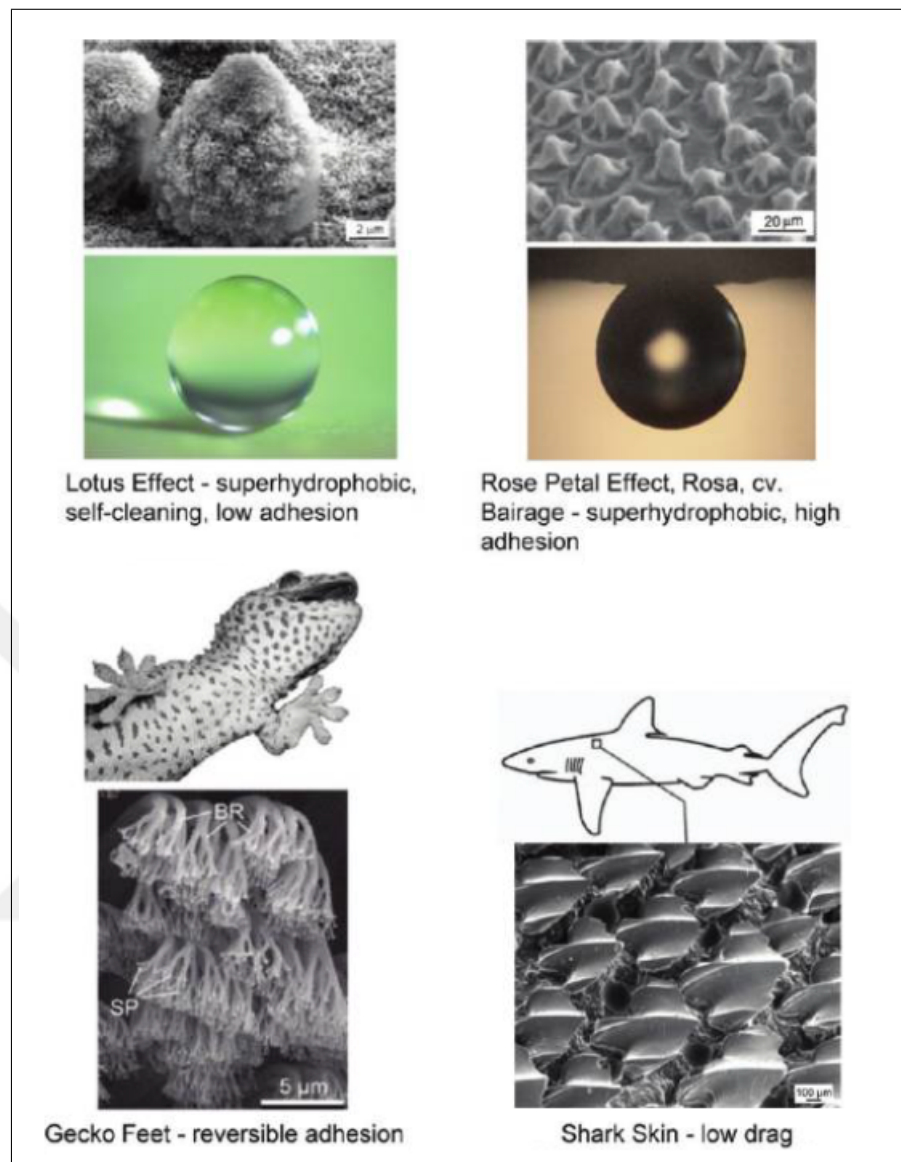 2 μm
20 μm
Lotus Effect - superhydrophobic,
self-cleaning, low adhesion
Rose Petal Effect, Rosa, cv.
Bairage - superhydrophobic, high
adhesion
BR
SP
5 μm
100 μm
Gecko Feet - reversible adhesion
Shark Skin - low drag